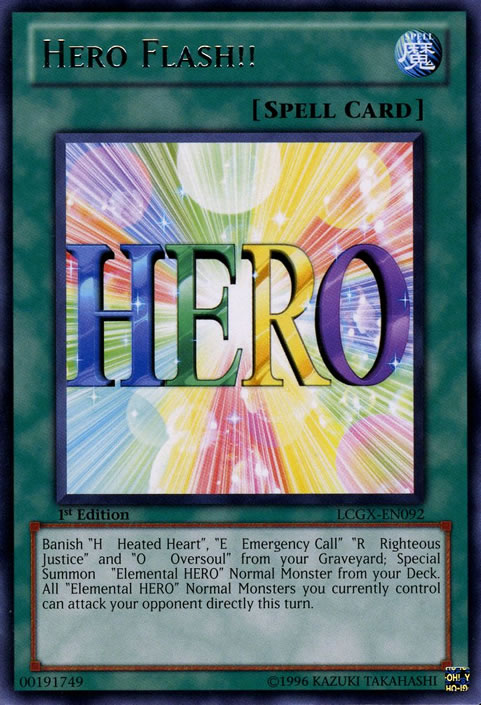 HERO FLASH!!
SPELL
魔
[SPELL CARD]
HERO
1st Edition
LCGX-EN092
Banish "H Heated Heart", "E Emergency Call" "R Righteous
Justice" and "O Oversoul" from your Graveyard; Special
Summon "Elemental HERO" Normal Monster from your Deck.
All "Elemental HERO" Normal Monsters you currently control
can attack your opponent directly this turn.
00191749
©1996 KAZUKI TAKAHASHI